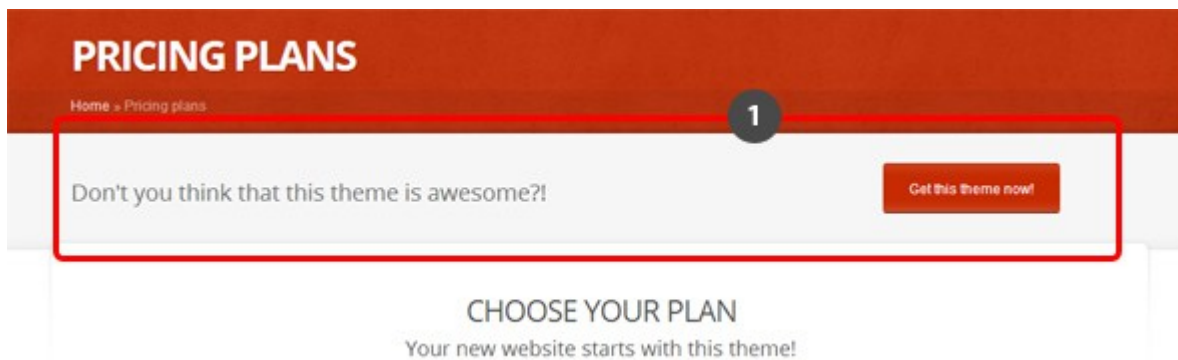 PRICING PLANS
Home » Pricing plans
1
Don't you think that this theme is awesome?!
Get this theme now!
CHOOSE YOUR PLAN
Your new website starts with this theme!